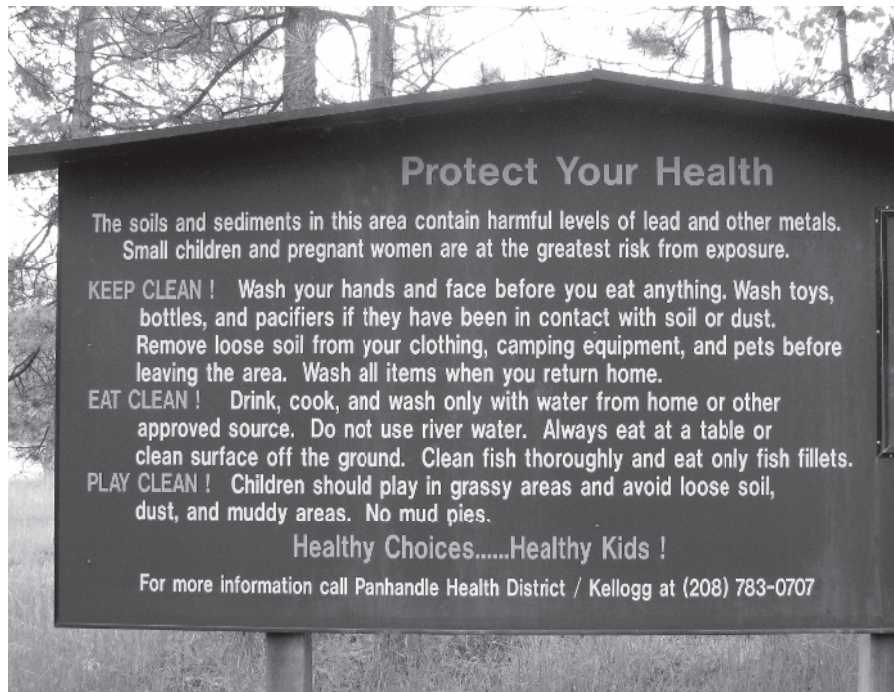 Protect Your Health
The soils and sediments in this area contain harmful levels of lead and other metals.
Small children and pregnant women are at the greatest risk from exposure.
KEEP CLEAN ! Wash your hands and face before you eat anything. Wash toys,
bottles, and pacifiers if they have been in contact with soil or dust.
Remove loose soil from your clothing, camping equipment, and pets before
leaving the area. Wash all items when you return home.
EAT CLEAN ! Drink, cook, and wash only with water from home or other
approved source. Do not use river water. Always eat at a table or
clean surface off the ground. Clean fish thoroughly and eat only fish fillets.
PLAY CLEAN ! Children should play in grassy areas and avoid loose soil,
dust, and muddy areas. No mud pies.
Healthy Choices......Healthy Kids !
For more information call Panhandle Health District / Kellogg at (208) 783-0707